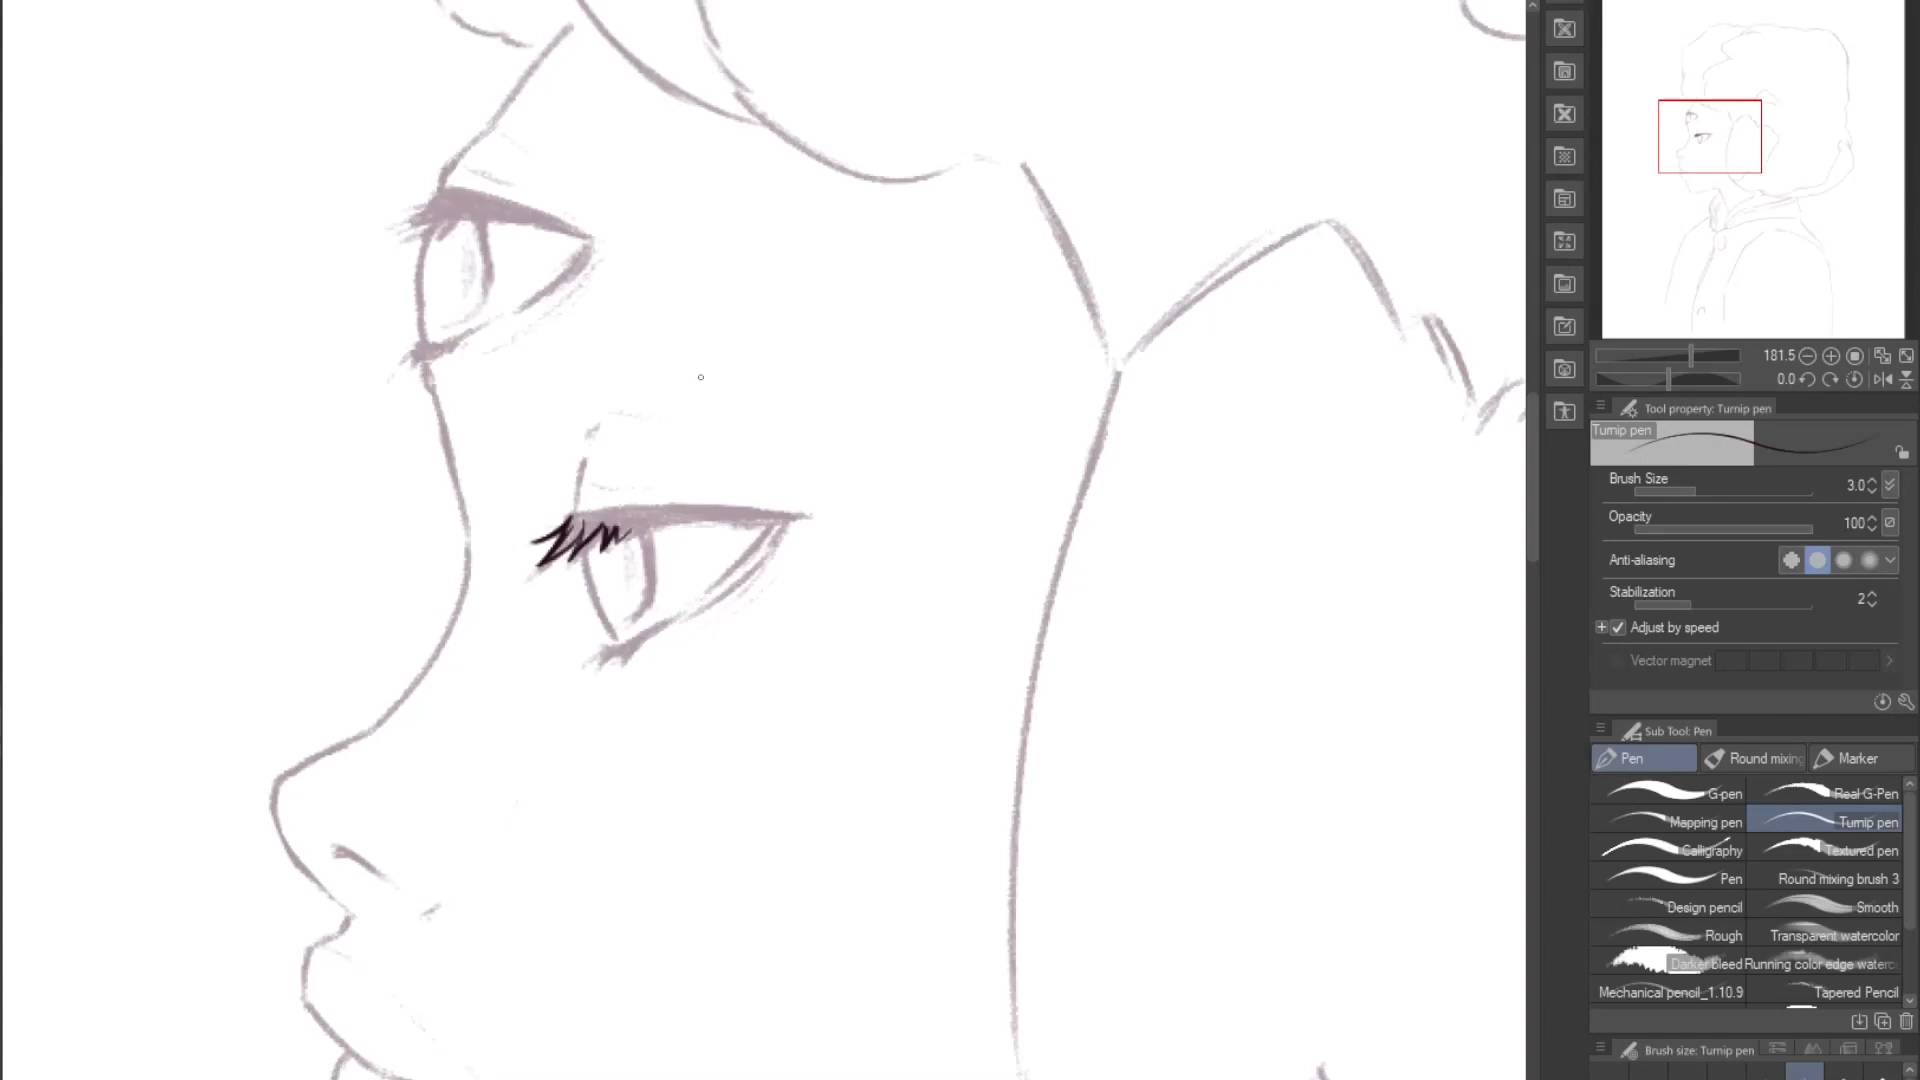 181.5
0.0
Tool property: Turnip pen
Turnip pen
Brush Size 3.0
Opacity 100
Anti-aliasing
Stabilization 2
Adjust by speed
Vector magnet
Sub Tool: Pen
Pen Round mixing Marker
G-pen Real G-Pen
Mapping pen Turnip pen
Calligraphy Textured pen
Pen Round mixing brush 3
Design pencil Smooth
Rough Transparent watercolor
Darker bleed Running color edge waterc
Mechanical pencil_1.10.9 Tapered Pencil
Brush size: Turnip pen